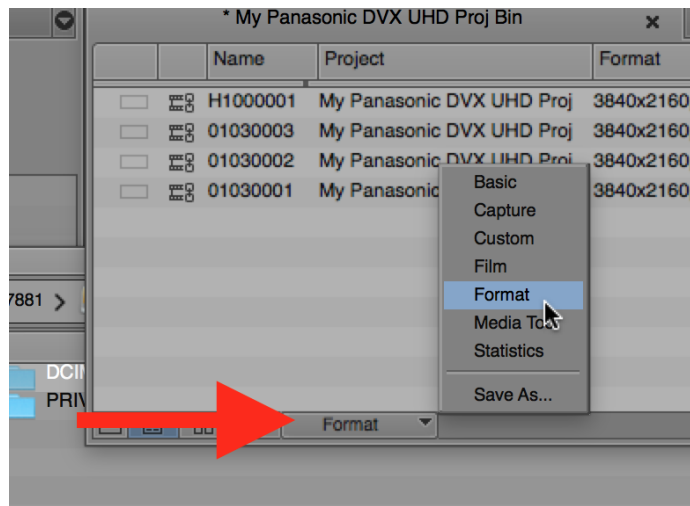 * My Panasonic DVX UHD Proj Bin
Name Project Format
H1000001 My Panasonic DVX UHD Proj 3840x2160
01030003 My Panasonic DVX UHD Proj 3840x2160
01030002 My Panasonic DVX UHD Proj 3840x2160
01030001 My Panasonic 3840x2160
Basic
Capture
Custom
Film
Format
Media
Statistics
Save As...
7881 >
DCI
PRIV
Format